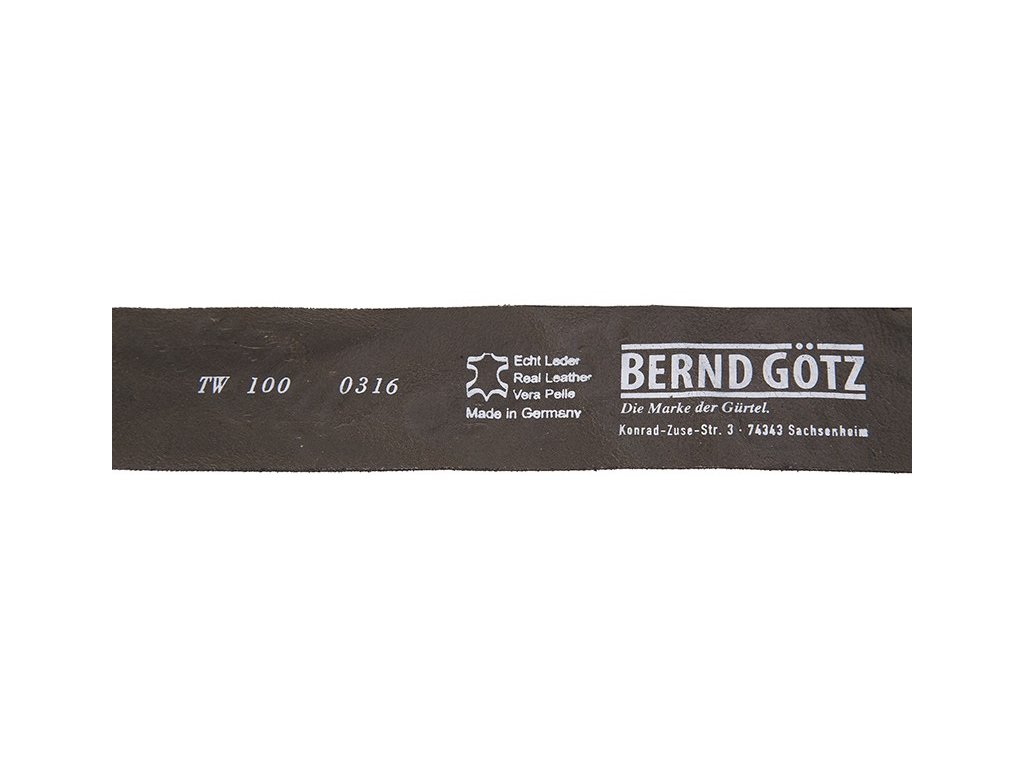 TW 100 0316
Echt Leder
Real Leather
Vera Pelle
Made in Germany
BERND GÖTZ
Die Marke der Gürtel.
Konrad-Zuse-Str. 3 · 74343 Sachsenheim